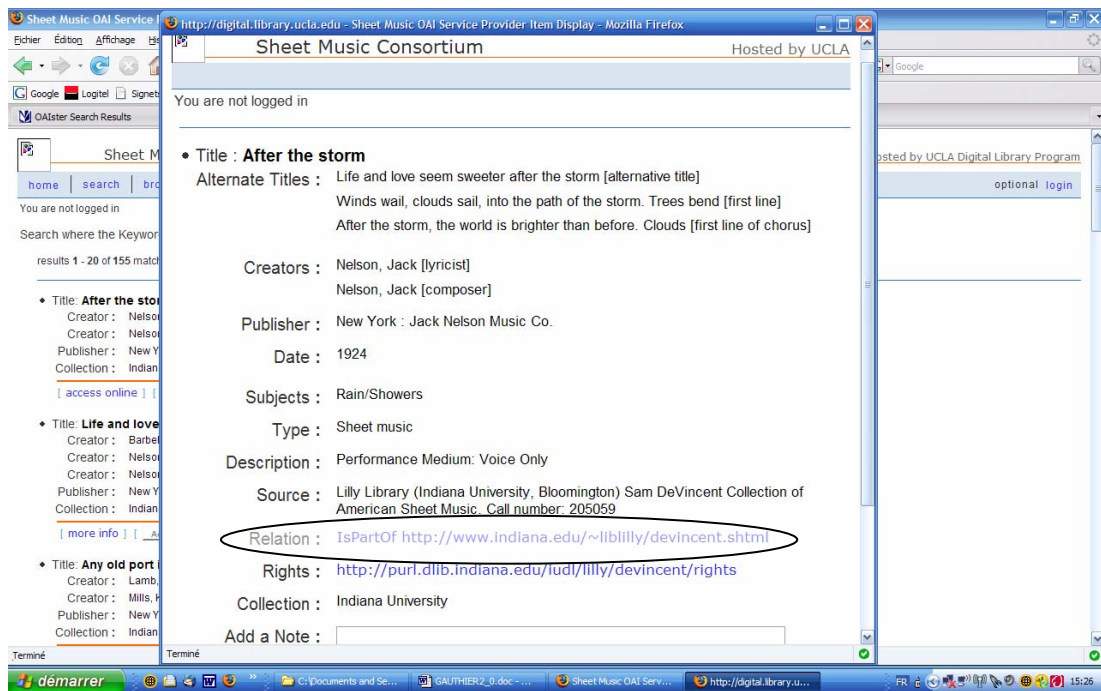 Sheet Music OAI Service
http://digital.library.ucla.edu - Sheet Music OAI Service Provider Item Display - Mozilla Firefox
Fichier Édition Affichage
Google
Google Logitel Signets
OAIster Search Results
Sheet Music Consortium Hosted by UCLA
You are not logged in
• Title : After the storm
Alternate Titles : Life and love seem sweeter after the storm [alternative title]
Winds wail, clouds sail, into the path of the storm. Trees bend [first line]
After the storm, the world is brighter than before. Clouds [first line of chorus]
Creators : Nelson, Jack [lyricist]
Nelson, Jack [composer]
Publisher : New York : Jack Nelson Music Co.
Date : 1924
Subjects : Rain/Showers
Type : Sheet music
Description : Performance Medium: Voice Only
Source : Lilly Library (Indiana University, Bloomington) Sam DeVincent Collection of
American Sheet Music. Call number: 205059
Relation : IsPartOf http://www.indiana.edu/~liblilly/devincent.shtml
Rights : http://purl.dlib.indiana.edu/iudl/lilly/devincent/rights
Collection : Indiana University
Add a Note :
Terminé
Sheet M
osted by UCLA Digital Library Program
home search bro
optional login
You are not logged in
Search where the Keywor
results 1 - 20 of 155 match
• Title: After the stor
Creator : Nelso
Creator : Nelso
Publisher : New Y
Collection : Indian
[ access online ] [
• Title: Life and love
Creator : Barbel
Creator : Nelso
Creator : Nelso
Publisher : New Y
Collection : Indian
[ more info ] [
• Title: Any old port i
Creator : Lamb,
Creator : Mills,
Publisher : New Y
Collection : Indian
Terminé
démarrer
C:\Documents and Se...
GAUTHIER2_0.doc - ...
Sheet Music OAI Serv...
http://digital.library.u...
FR
15:26